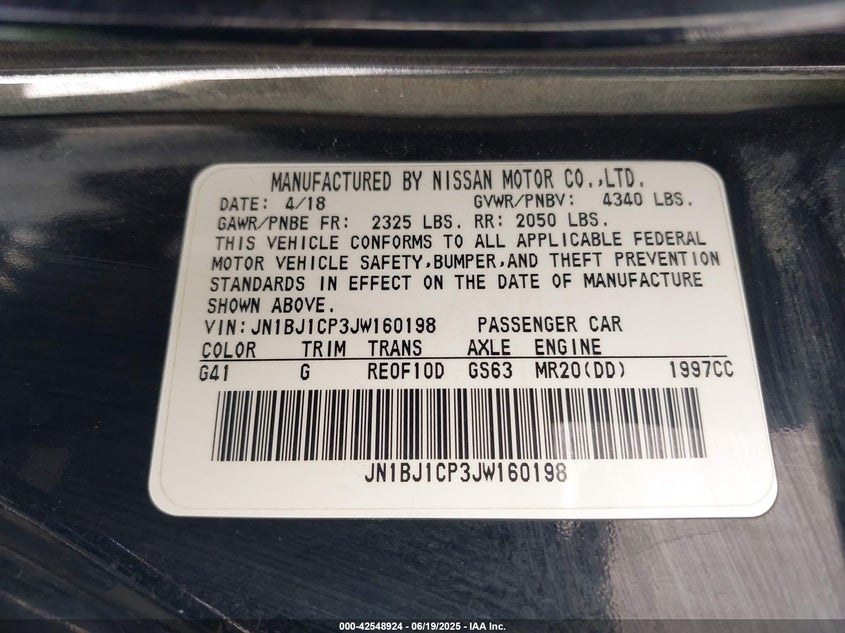 MANUFACTURED BY NISSAN MOTOR CO.,LTD.
DATE: 4/18 GVWR/PNBV: 4340 LBS.
GAWR/PNBE FR: 2325 LBS. RR: 2050 LBS.
THIS VEHICLE CONFORMS TO ALL APPLICABLE FEDERAL
MOTOR VEHICLE SAFETY,BUMPER,AND THEFT PREVENTION
STANDARDS IN EFFECT ON THE DATE OF MANUFACTURE
SHOWN ABOVE.
VIN:JN1BJ1CP3JW160198 PASSENGER CAR
COLOR TRIM TRANS AXLE ENGINE
G41 G RE0F10D GS63 MR20(DD) 1997CC
JN1BJ1CP3JW160198
000-42548924 - 06/19/2025 - IAA Inc.